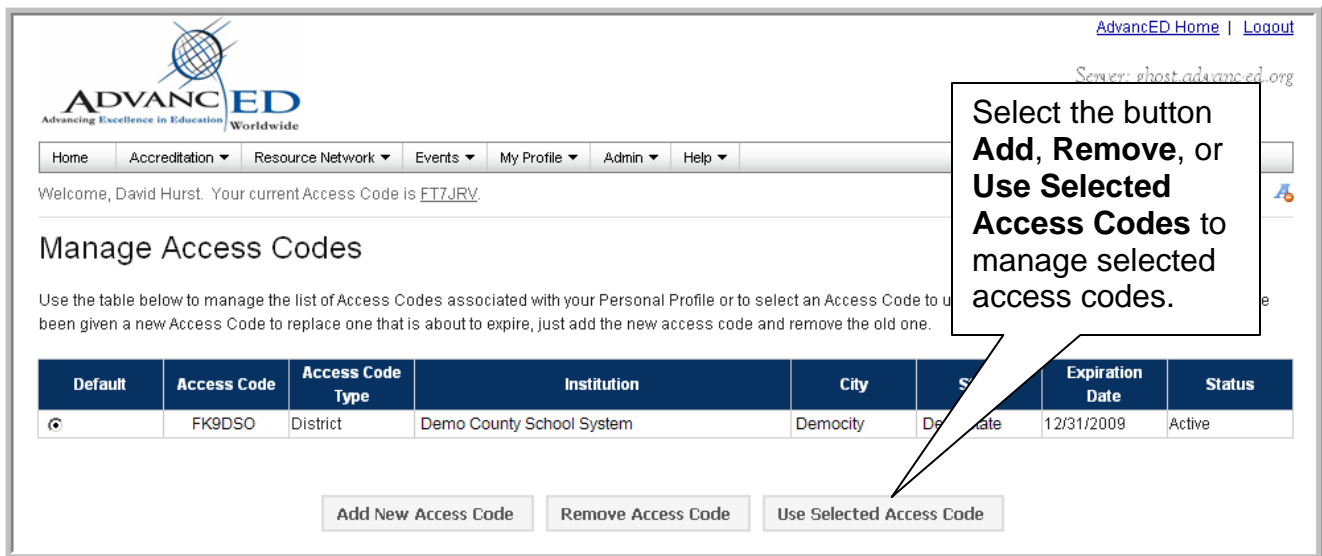 AdvancED Home | Logout
Server: ghost.advanc-ed.org
ADVANCED
Advancing Excellence in Education Worldwide
Home Accreditation Resource Network Events My Profile Admin Help
Welcome, David Hurst. Your current Access Code is FT7JRV.
Select the button
Add, Remove, or
Use Selected
Access Codes to
manage selected
access codes.
Manage Access Codes
Use the table below to manage the list of Access Codes associated with your Personal Profile or to select an Access Code to
been given a new Access Code to replace one that is about to expire, just add the new access code and remove the old one.
Default Access Code Access Code Type Institution City Expiration Date Status
FK9DSO District Demo County School System Democity 12/31/2009 Active
Add New Access Code Remove Access Code Use Selected Access Code